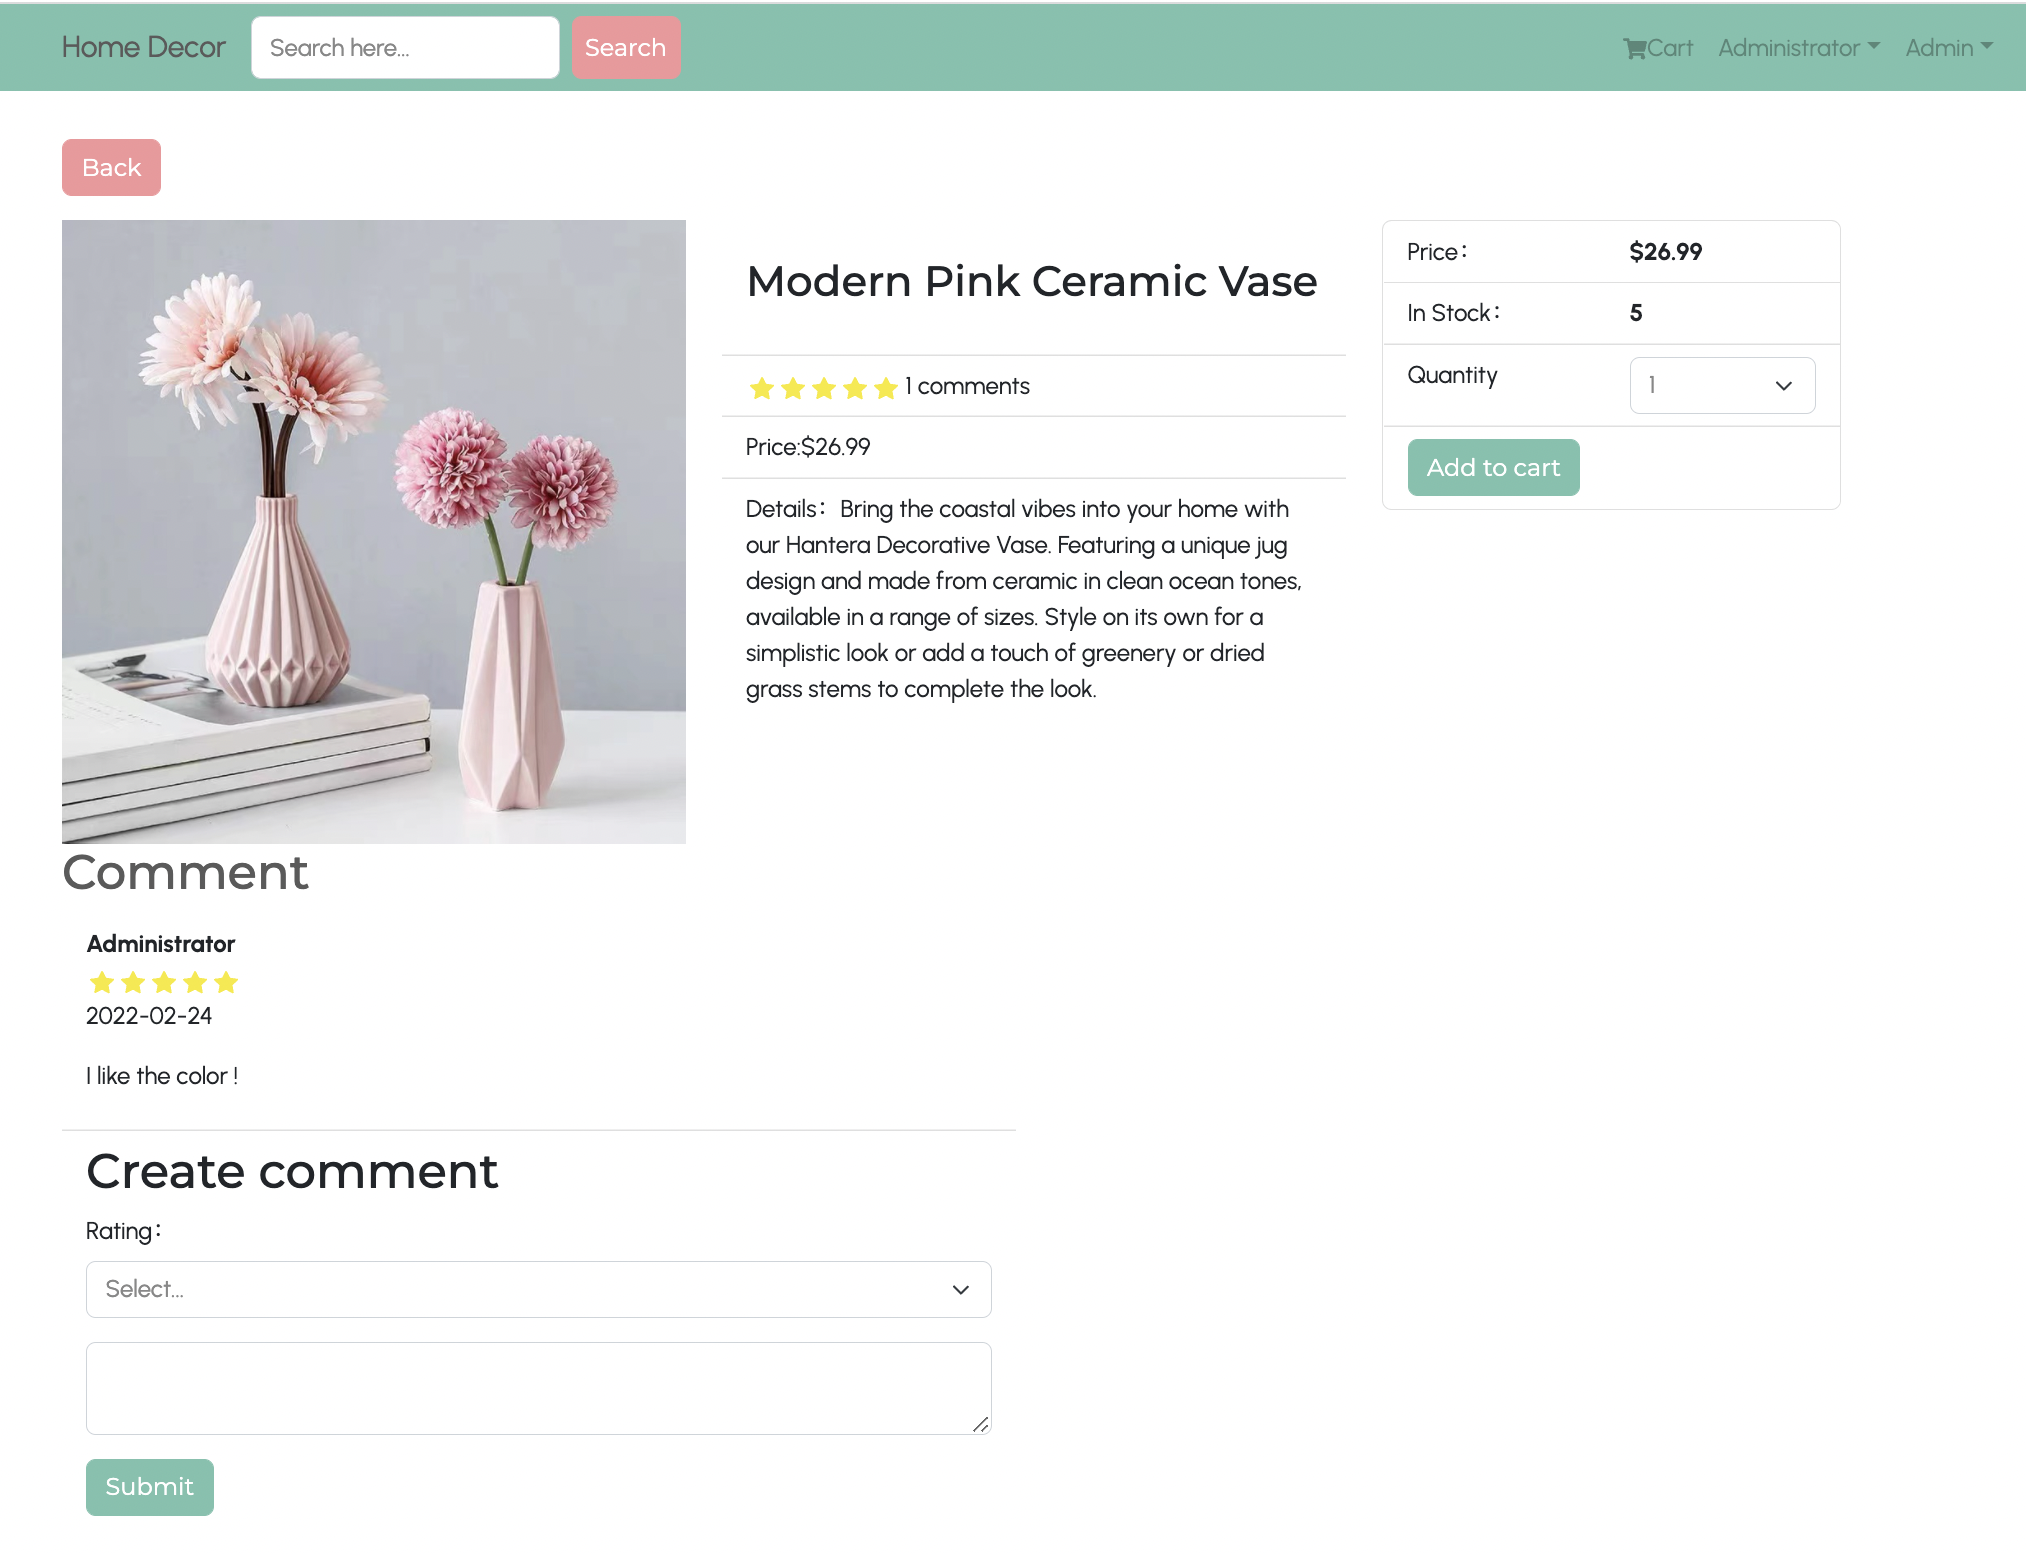 Home Decor
Search here...
Search
Cart
Administrator
Admin
Back
Modern Pink Ceramic Vase
1 comments
Price:$26.99
Details： Bring the coastal vibes into your home with
our Hantera Decorative Vase. Featuring a unique jug
design and made from ceramic in clean ocean tones,
available in a range of sizes. Style on its own for a
simplistic look or add a touch of greenery or dried
grass stems to complete the look.
Price： $26.99
In Stock： 5
Quantity 1
Add to cart
Comment
Administrator
2022-02-24
I like the color !
Create comment
Rating：
Select...
Submit